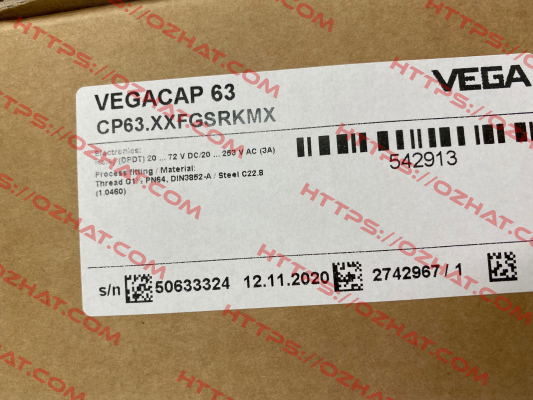 VEGACAP 63
VEGA
CP63.XXFGSRKMX
Electronics:
(DPDT) 20 ... 72 V DC/20 ... 253 V AC (3A)
Process fitting / Material:
Thread PN64, DIN3852-A / Steel C22.8
(1.0460)
542913
s/n 50633324 12.11.2020 2742967 / 1
HTTPS://OZHAT.COM